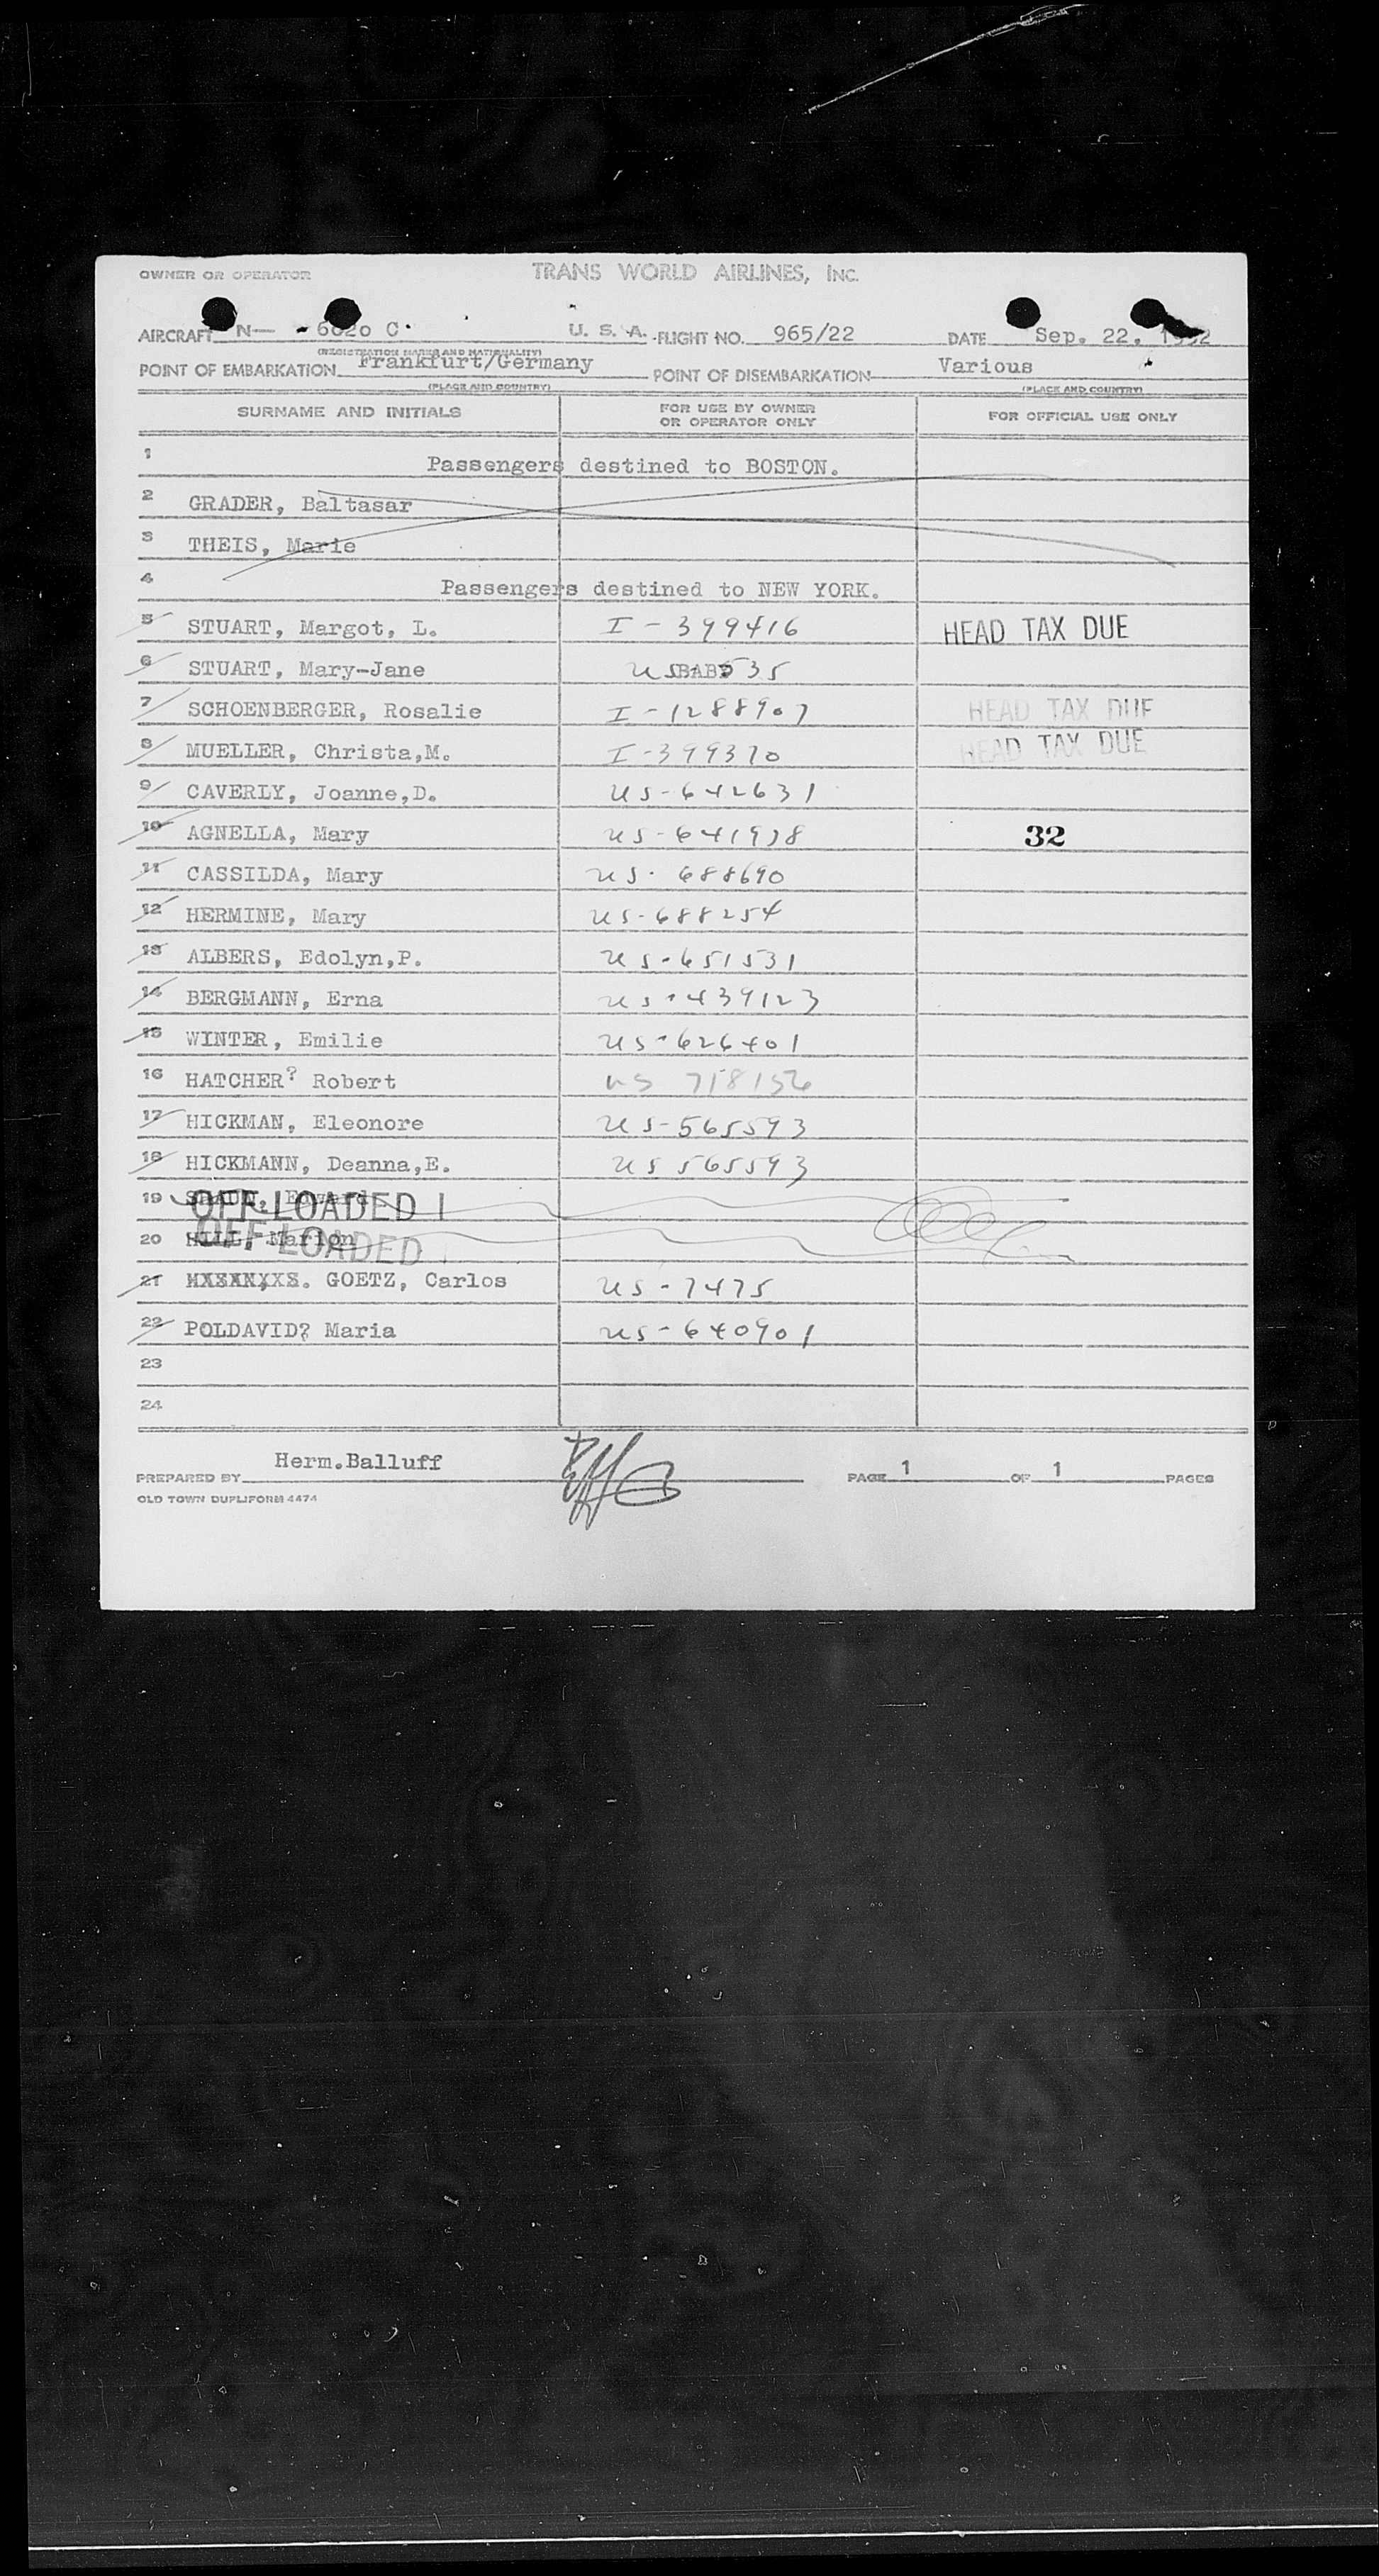 OWNER OR OPERATOR TRANS WORLD AIRLINES, INC.
AIRCRAFT N— U. S. A. FLIGHT NO. 965/22 DATE Sep. 22,
(REGISTRATION MARKS AND NATIONALITY)
POINT OF EMBARKATION Frankfurt/Germany POINT OF DISEMBARKATION Various
(PLACE AND COUNTRY) (PLACE AND COUNTRY)
SURNAME AND INITIALS FOR USE BY OWNER OR OPERATOR ONLY FOR OFFICIAL USE ONLY
1 Passengers destined to BOSTON.
2 GRADER, Baltasar
3 THEIS, Marie
4 Passengers destined to NEW YORK.
5 STUART, Margot, L. I - 399416 HEAD TAX DUE
6 STUART, Mary-Jane
7 SCHOENBERGER, Rosalie I - 1288907 HEAD TAX DUE
8 MUELLER, Christa,M. I-399370 HEAD TAX DUE
9 CAVERLY, Joanne,D. US-642631
10 AGNELLA, Mary US-641938 32
11 CASSILDA, Mary US. 688690
12 HERMINE, Mary US-688254
13 ALBERS, Edolyn,P. US-651531
14 BERGMANN, Erna US-439123
15 WINTER, Emilie US-626401
16 HATCHER? Robert US 718156
17 HICKMAN, Eleonore US-565593
18 HICKMANN, Deanna,E. US 565593
19 Edward OFF-LOADED !
20 HILL, Marion OFF-LOADED
21 GOETZ, Carlos US-7475
22 POLDAVID? Maria US-640901
23
24
PREPARED BY Herm.Balluff PAGE 1 OF 1 PAGES
OLD TOWN DUPLIFORM 4474